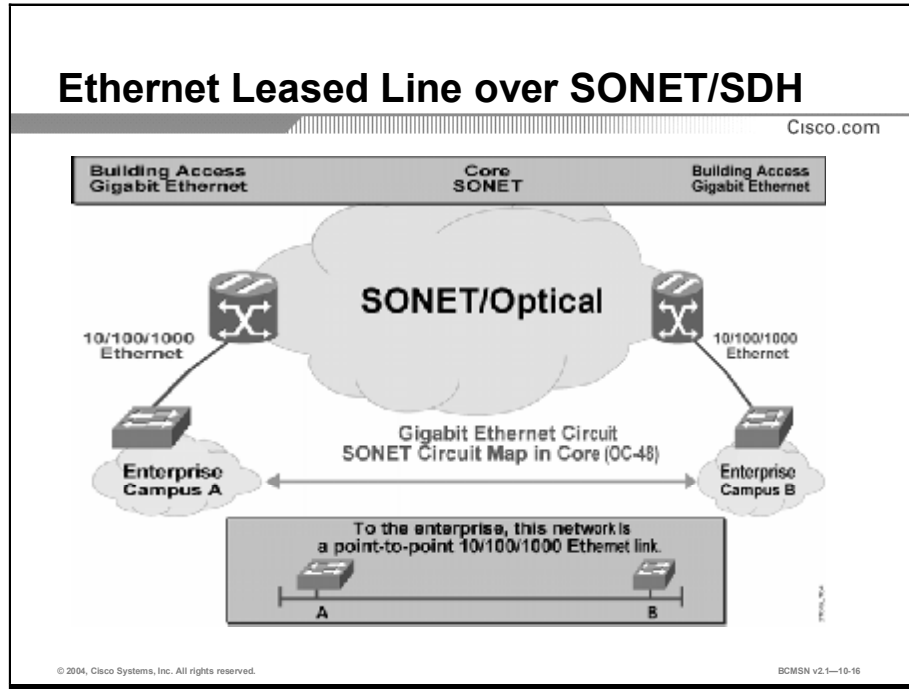 Ethernet Leased Line over SONET/SDH
Cisco.com
Building Access
Gigabit Ethernet
Core
SONET
Building Access
Gigabit Ethernet
SONET/Optical
10/100/1000
Ethernet
10/100/1000
Ethernet
Gigabit Ethernet Circuit
SONET Circuit Map in Core (OC-48)
Enterprise
Campus A
Enterprise
Campus B
To the enterprise, this network is
a point-to-point 10/100/1000 Ethernet link.
A
B
© 2004, Cisco Systems, Inc. All rights reserved.
BCMSN v2.1—10-16